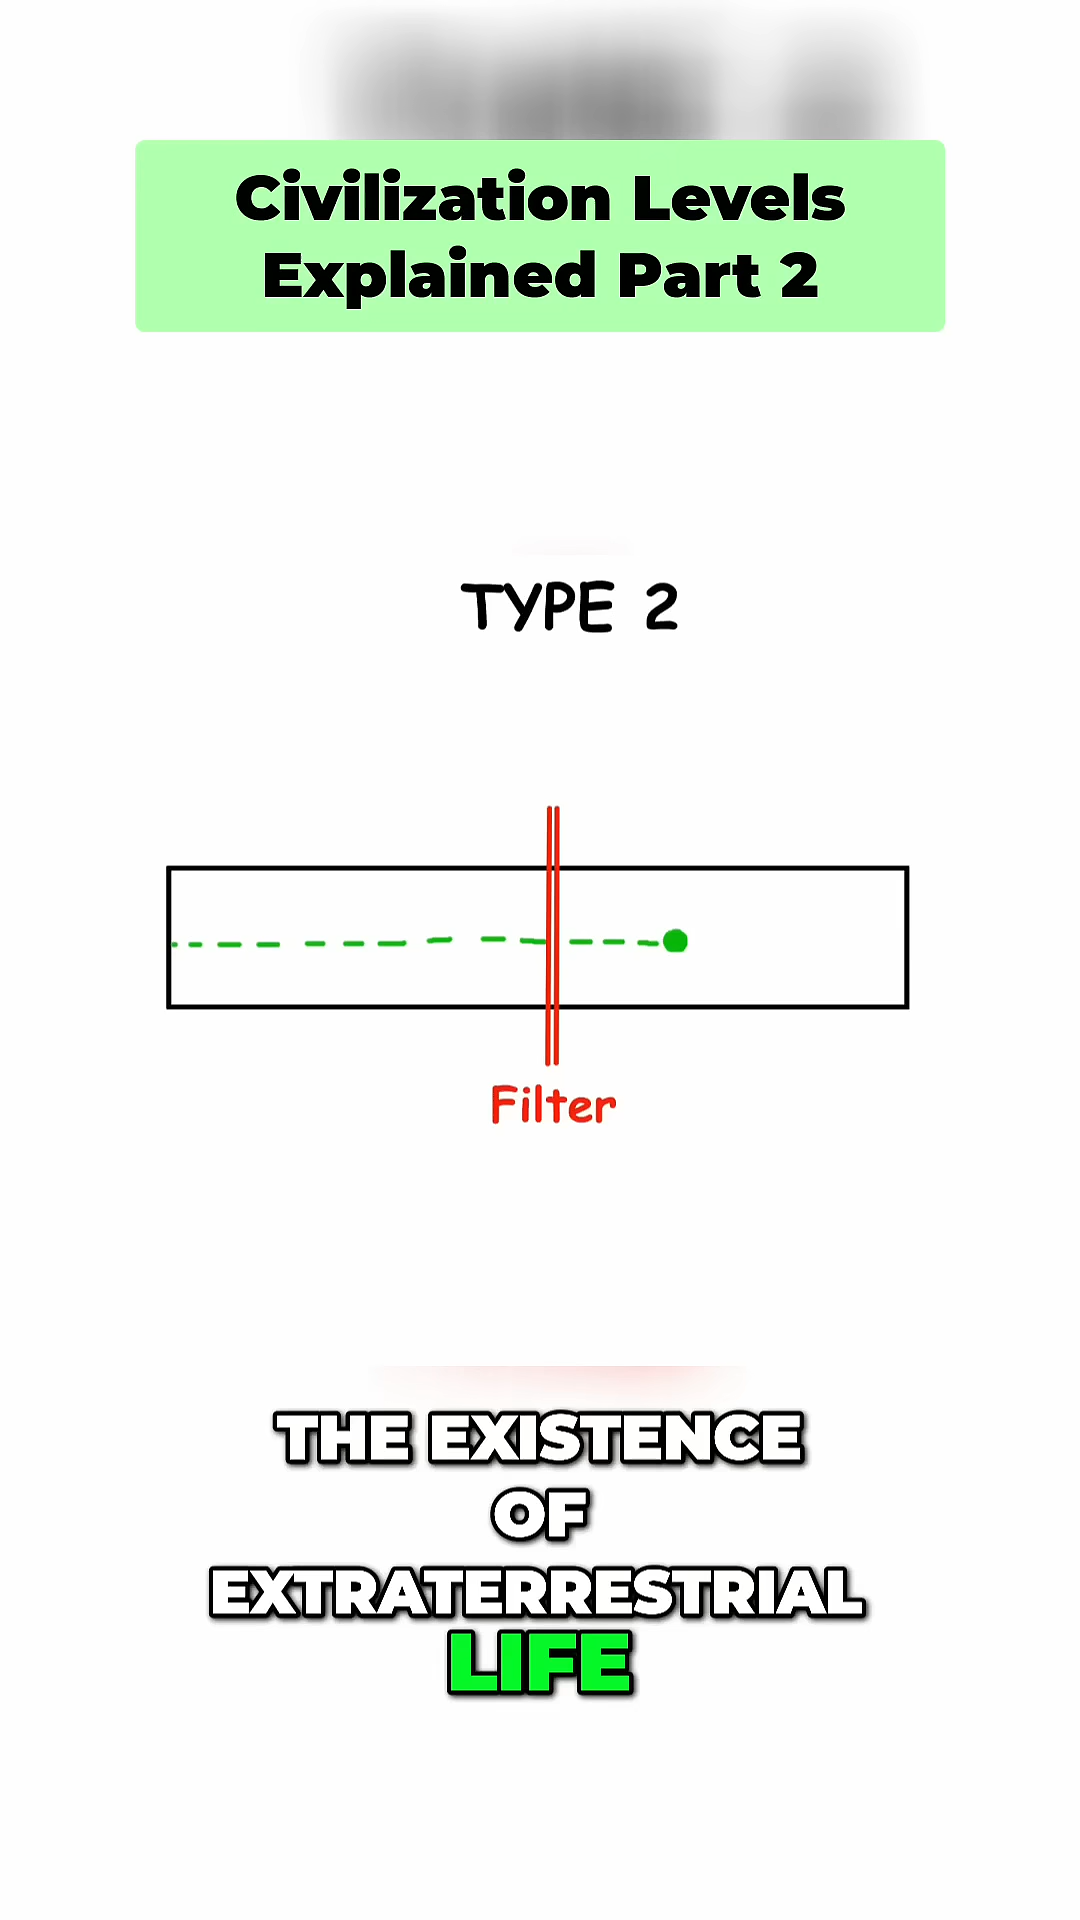 Civilization Levels
Explained Part 2
TYPE 2
Filter
THE EXISTENCE
OF
EXTRATERRESTRIAL
LIFE